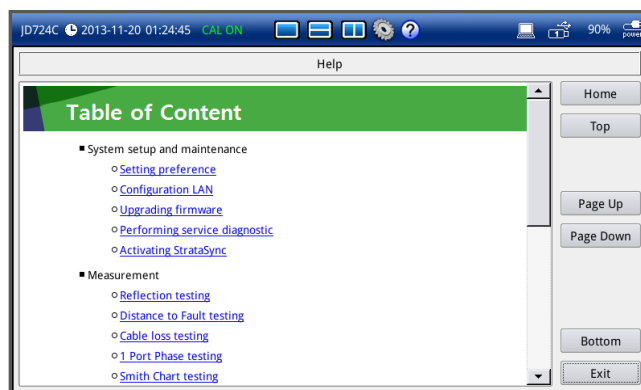 JD724C 2013-11-20 01:24:45 CAL ON ? 90% power
Help
Table of Content
System setup and maintenance
Setting preference
Configuration LAN
Upgrading firmware
Performing service diagnostic
Activating StrataSync
Measurement
Reflection testing
Distance to Fault testing
Cable loss testing
1 Port Phase testing
Smith Chart testing
Home
Top
Page Up
Page Down
Bottom
Exit